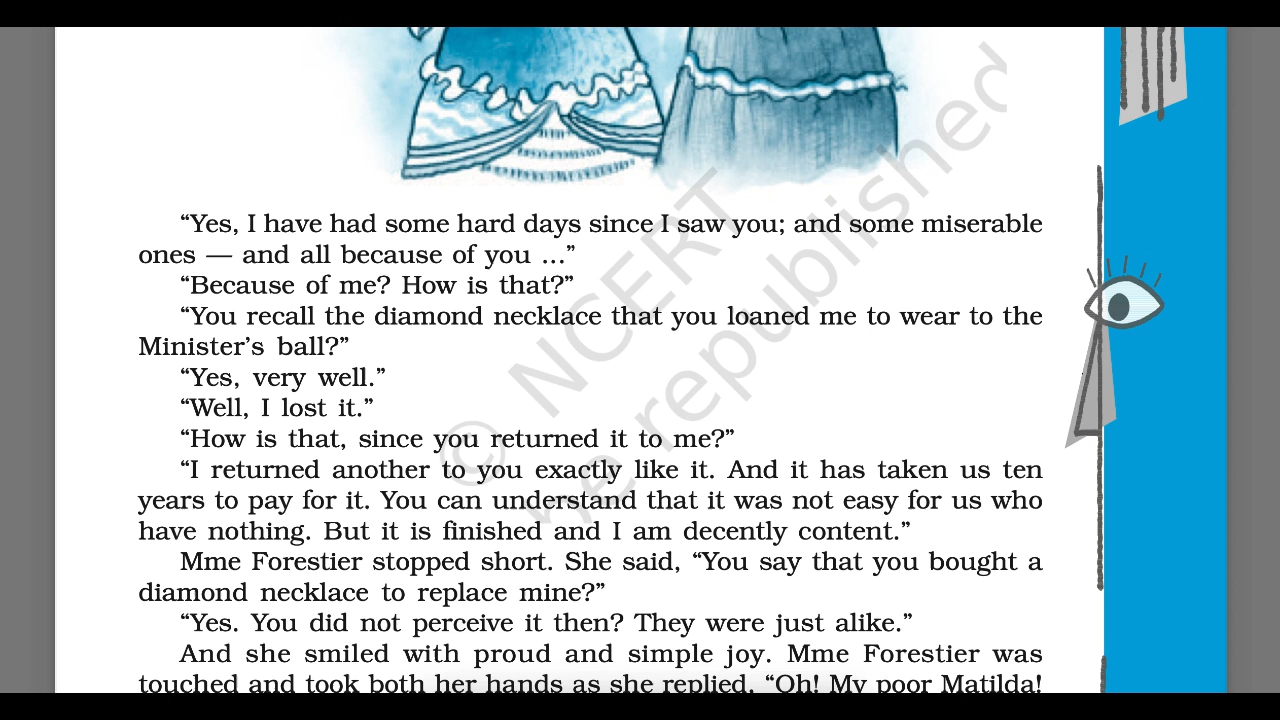 “Yes, I have had some hard days since I saw you; and some miserable
ones — and all because of you ...”
“Because of me? How is that?”
“You recall the diamond necklace that you loaned me to wear to the
Minister’s ball?”
“Yes, very well.”
“Well, I lost it.”
“How is that, since you returned it to me?”
“I returned another to you exactly like it. And it has taken us ten
years to pay for it. You can understand that it was not easy for us who
have nothing. But it is finished and I am decently content.”
Mme Forestier stopped short. She said, “You say that you bought a
diamond necklace to replace mine?”
“Yes. You did not perceive it then? They were just alike.”
And she smiled with proud and simple joy. Mme Forestier was
touched and took both her hands as she replied, “Oh! My poor Matilda!
© NCERT
be republished